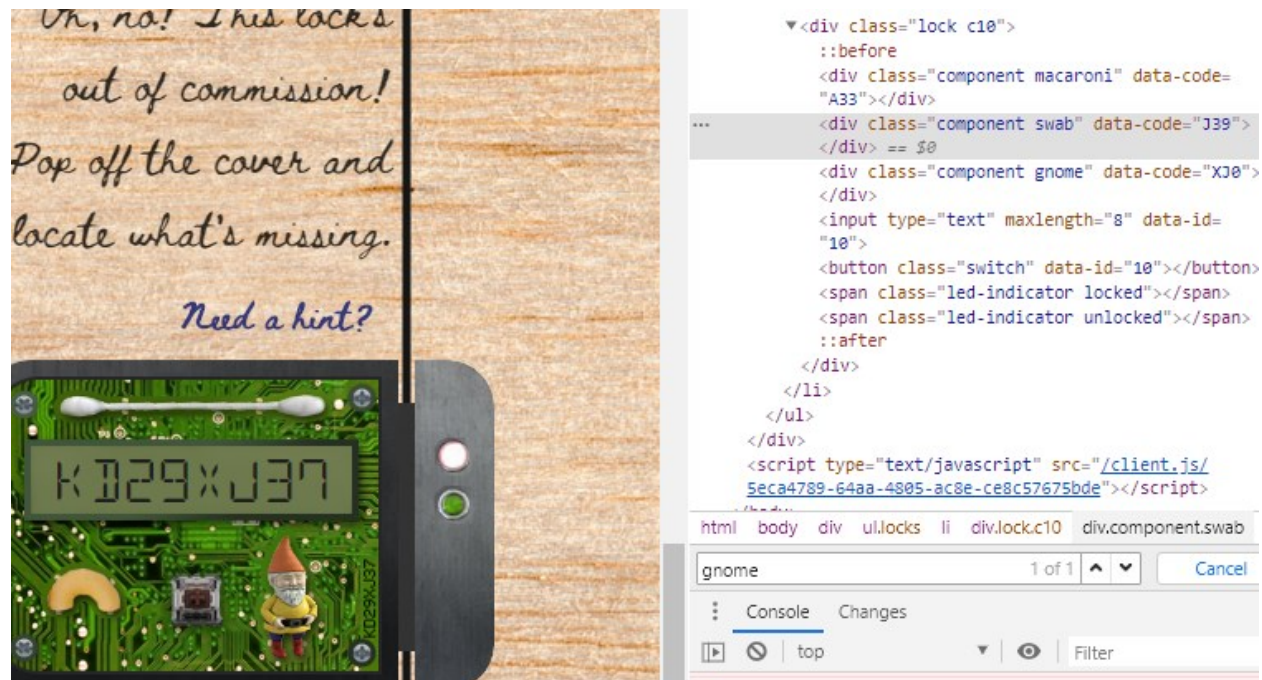 Oh, no! This lock's
out of commission!
Pop off the cover and
locate what's missing.
Need a hint?
KD29XJ37
KD29XJ37
▼<div class="lock c10">
::before
<div class="component macaroni" data-code=
"A33"></div>
... <div class="component swab" data-code="J39">
</div> == $0
<div class="component gnome" data-code="XJ0">
</div>
<input type="text" maxlength="8" data-id=
"10">
<button class="switch" data-id="10"></button>
<span class="led-indicator locked"></span>
<span class="led-indicator unlocked"></span>
::after
</div>
</li>
</ul>
</div>
<script type="text/javascript" src="/client.js/
5eca4789-64aa-4805-ac8e-ce8c57675bde"></script>
html body div ul.locks li div.lock.c10 div.component.swab
gnome 1 of 1 Cancel
Console Changes
top Filter